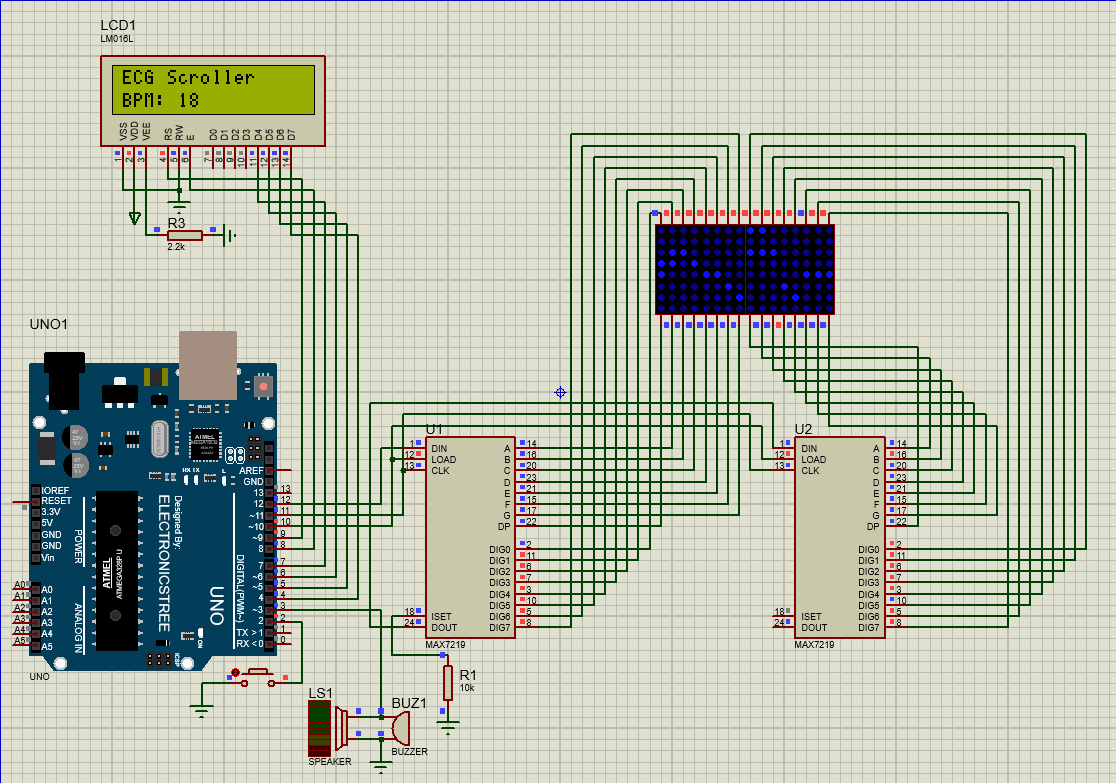 LCD1
LM016L
ECG Scroller
BPM: 18
VSS VDD VEE RS RW E D0 D1 D2 D3 D4 D5 D6 D7
1 2 3 4 5 6 7 8 9 10 11 12 13 14
R3
2.2k
UNO1
47
25V
47
25V
ATMEL
RX TX
L
AREF
GND
13 13
12 12
~11 11
~10 10
~9 9
8 8
7 7
~6 6
~5 5
4 4
~3 3
2 2
TX >1 1
RX <0 0
IOREF
RESET
3.3V
5V
GND
GND
Vin
POWER
A0 A0
A1 A1
A2 A2
A3 A3
A4 A4
A5 A5
ANALOG IN
ATMEL
ATMEGA328P U
ELECTRONICSTREE
Designed By:
DIGITAL(PWM~)
UNO
ON
ICSP
UNO
U1
1 DIN
12 LOAD
13 CLK
18 ISET
24 DOUT
A 14
B 16
C 20
D 23
E 21
F 15
G 17
DP 22
DIG0 2
DIG1 11
DIG2 6
DIG3 7
DIG4 3
DIG5 10
DIG6 5
DIG7 8
MAX7219
U2
1 DIN
12 LOAD
13 CLK
18 ISET
24 DOUT
A 14
B 16
C 20
D 23
E 21
F 15
G 17
DP 22
DIG0 2
DIG1 11
DIG2 6
DIG3 7
DIG4 3
DIG5 10
DIG6 5
DIG7 8
MAX7219
R1
10k
LS1
SPEAKER
BUZ1
BUZZER